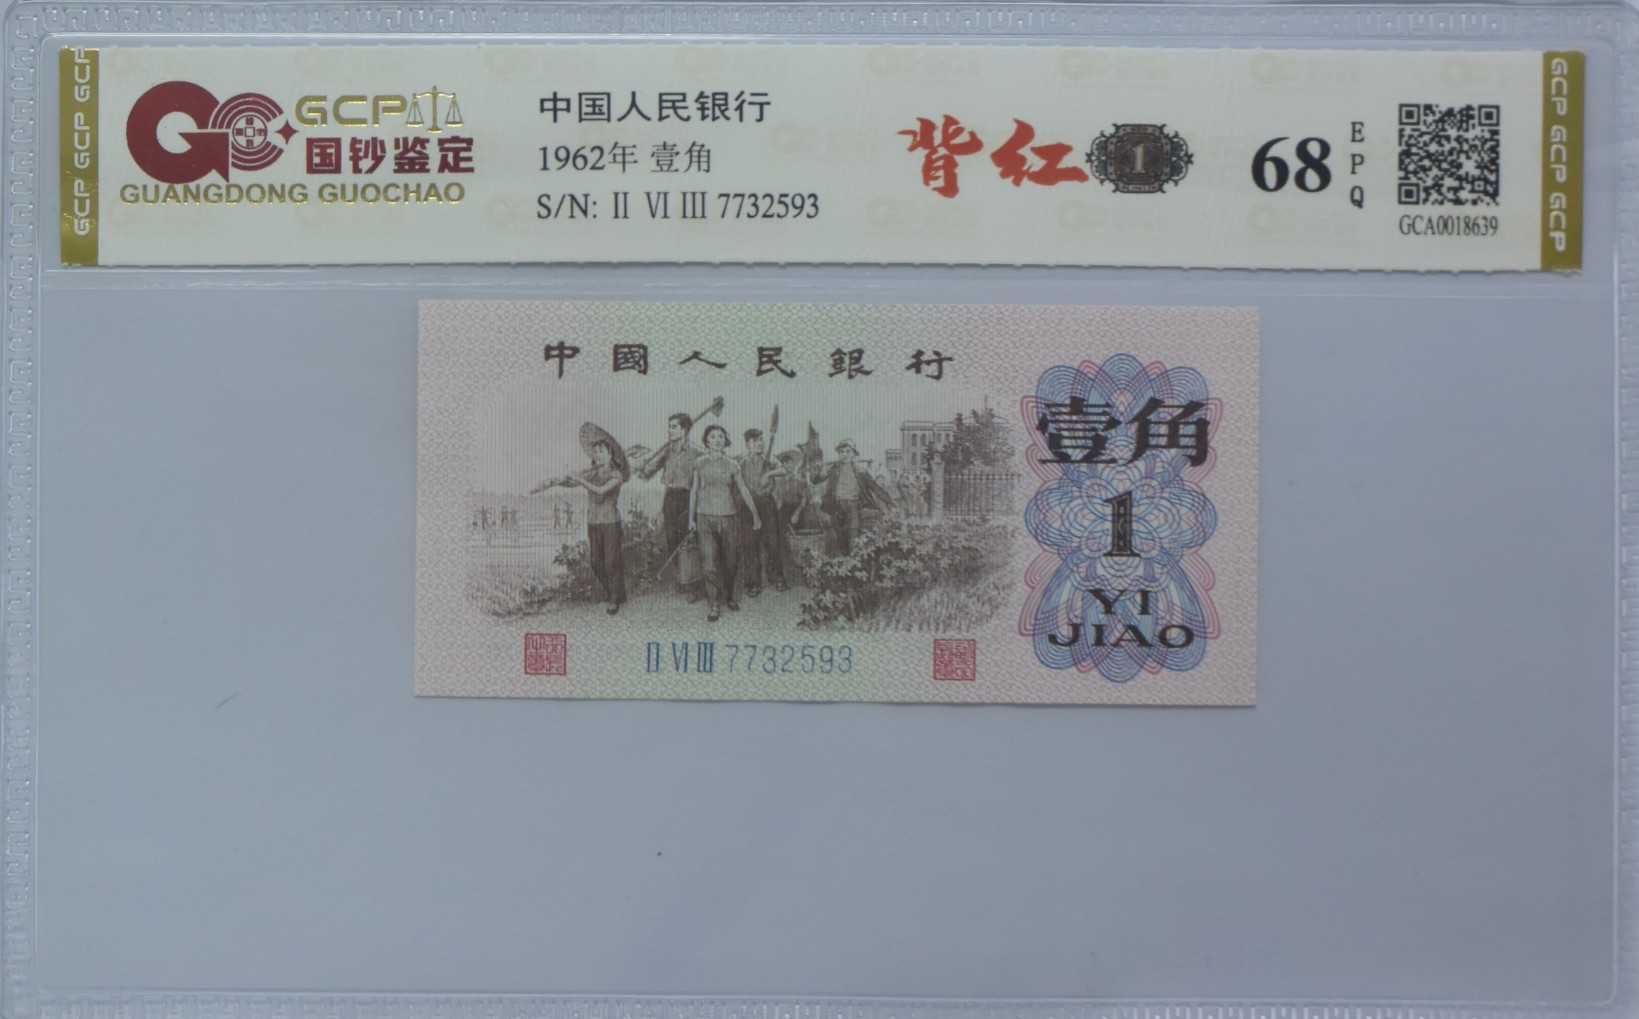 GCP GCP GCP
GCP
国钞鉴定
GUANGDONG GUOCHAO
中国人民银行
1962年 壹角
S/N: II VI III 7732593
背红
1
68
EPQ
GCA0018639
GCP GCP GCP
中國人民銀行
壹角
1
YI
JIAO
II VI III 7732593